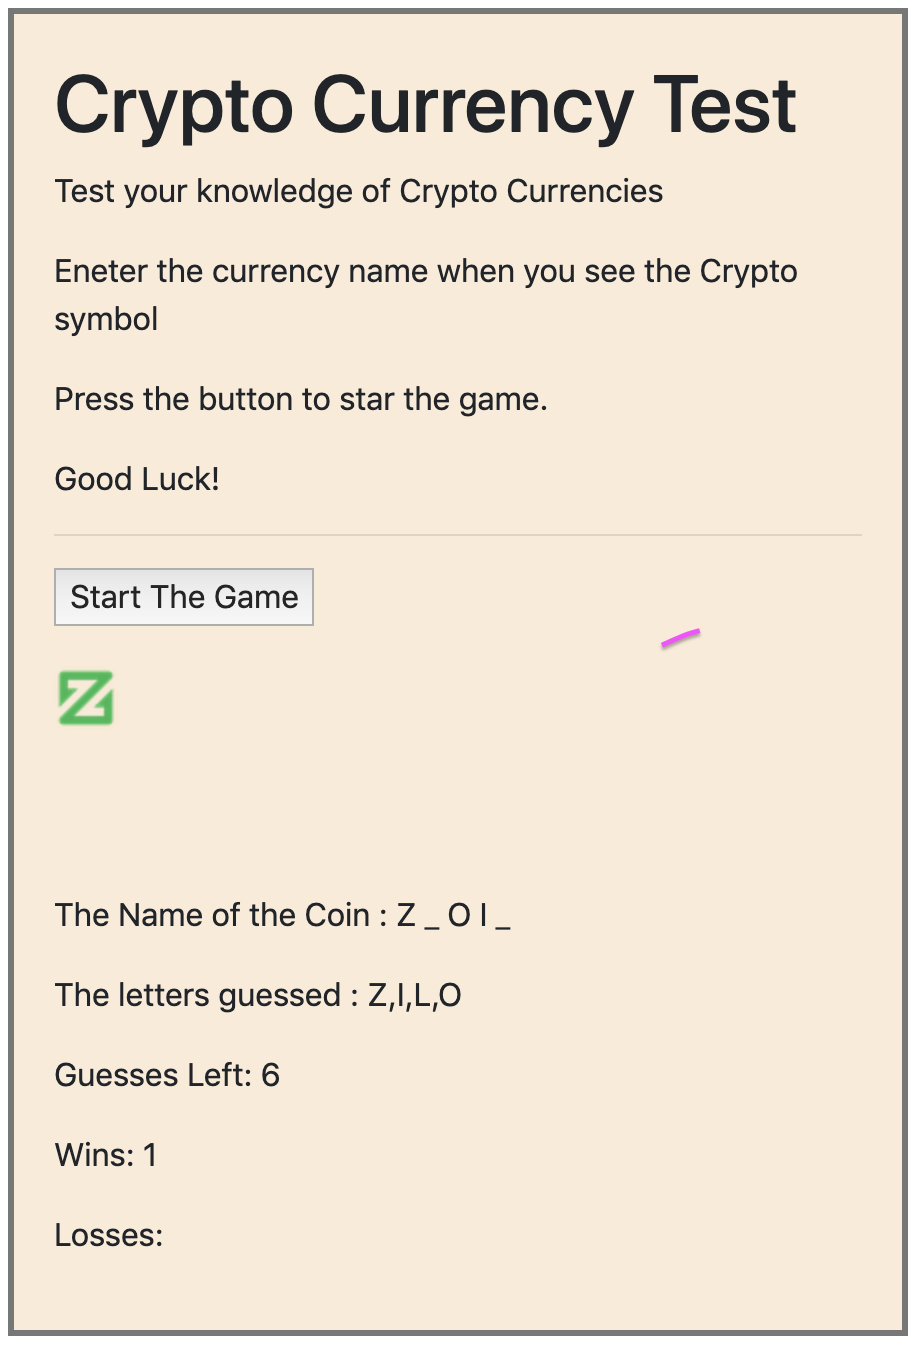 Crypto Currency Test
Test your knowledge of Crypto Currencies
Eneter the currency name when you see the Crypto
symbol
Press the button to star the game.
Good Luck!
Start The Game
The Name of the Coin : Z _ O I _
The letters guessed : Z,I,L,O
Guesses Left: 6
Wins: 1
Losses: